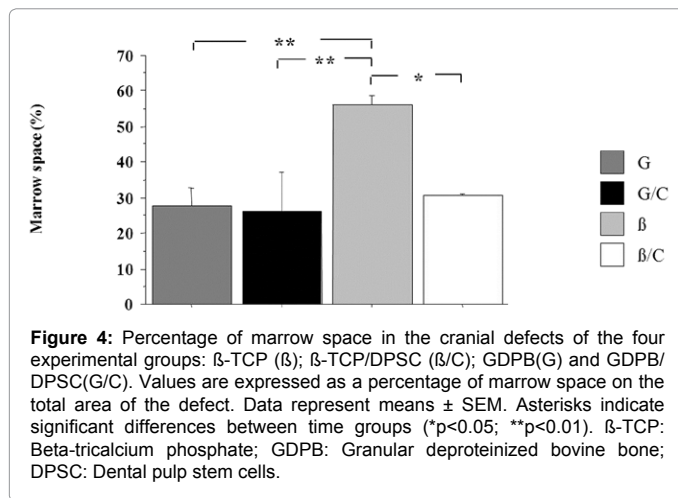 ** 
** *
70
60
50
40
30
20
10
0
Marrow space (%)
G
G/C
ß
ß/C
Figure 4: Percentage of marrow space in the cranial defects of the four
experimental groups: ß-TCP (ß); ß-TCP/DPSC (ß/C); GDPB(G) and GDPB/
DPSC(G/C). Values are expressed as a percentage of marrow space on the
total area of the defect. Data represent means ± SEM. Asterisks indicate
significant differences between time groups (*p<0.05; **p<0.01). ß-TCP:
Beta-tricalcium phosphate; GDPB: Granular deproteinized bovine bone;
DPSC: Dental pulp stem cells.